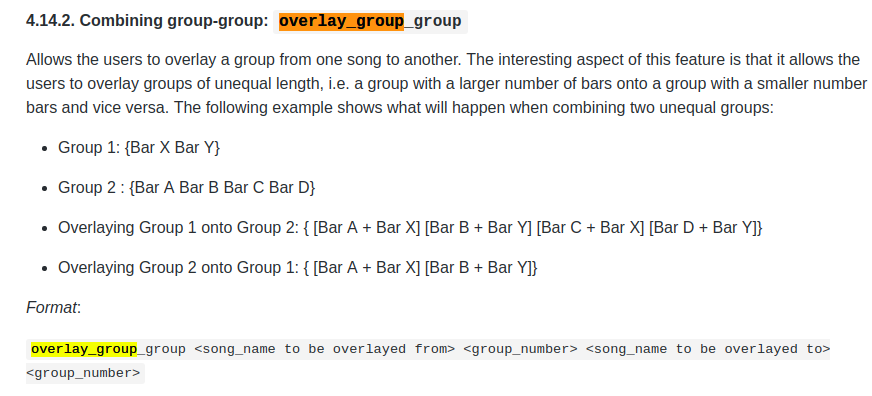 4.14.2. Combining group-group: overlay_group_group
Allows the users to overlay a group from one song to another. The interesting aspect of this feature is that it allows the
users to overlay groups of unequal length, i.e. a group with a larger number of bars onto a group with a smaller number
bars and vice versa. The following example shows what will happen when combining two unequal groups:
• Group 1: {Bar X Bar Y}
• Group 2 : {Bar A Bar B Bar C Bar D}
• Overlaying Group 1 onto Group 2: { [Bar A + Bar X] [Bar B + Bar Y] [Bar C + Bar X] [Bar D + Bar Y]}
• Overlaying Group 2 onto Group 1: { [Bar A + Bar X] [Bar B + Bar Y]}
Format:
overlay_group_group <song_name to be overlayed from> <group_number> <song_name to be overlayed to>
<group_number>